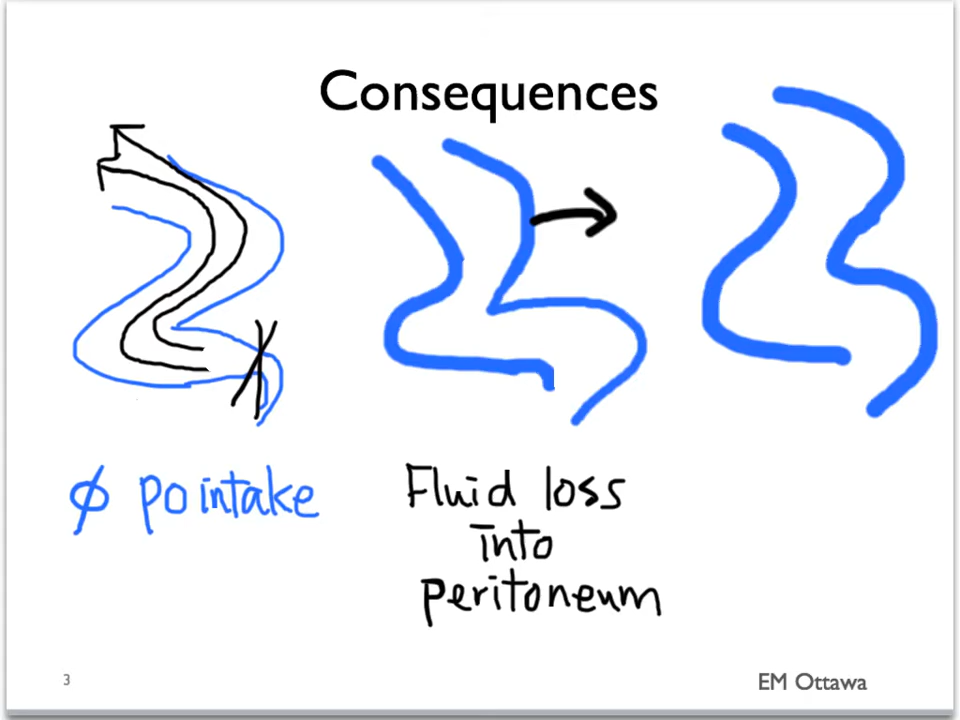 Consequences
ϕ po intake
Fluid loss
into
peritoneum
3
EM Ottawa